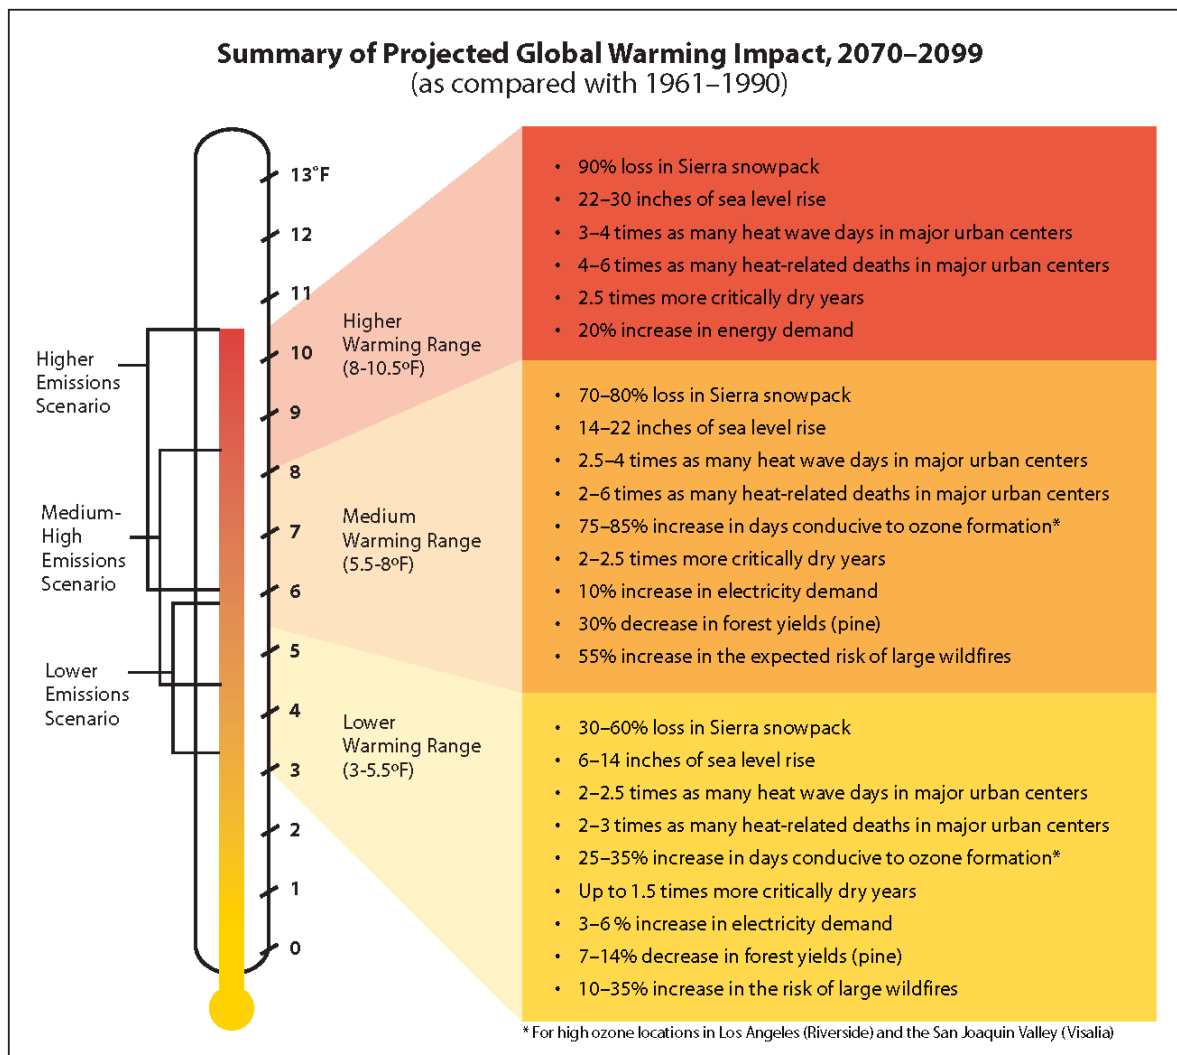 Summary of Projected Global Warming Impact, 2070–2099
(as compared with 1961–1990)
13˚F
12
11
10
9
8
7
6
5
4
3
2
1
0
Higher
Emissions
Scenario
Medium-
High
Emissions
Scenario
Lower
Emissions
Scenario
Higher
Warming Range
(8-10.5ºF)
Medium
Warming Range
(5.5-8ºF)
Lower
Warming Range
(3-5.5ºF)
• 90% loss in Sierra snowpack
• 22–30 inches of sea level rise
• 3–4 times as many heat wave days in major urban centers
• 4–6 times as many heat-related deaths in major urban centers
• 2.5 times more critically dry years
• 20% increase in energy demand
• 70–80% loss in Sierra snowpack
• 14–22 inches of sea level rise
• 2.5–4 times as many heat wave days in major urban centers
• 2–6 times as many heat-related deaths in major urban centers
• 75–85% increase in days conducive to ozone formation*
• 2–2.5 times more critically dry years
• 10% increase in electricity demand
• 30% decrease in forest yields (pine)
• 55% increase in the expected risk of large wildfires
• 30–60% loss in Sierra snowpack
• 6–14 inches of sea level rise
• 2–2.5 times as many heat wave days in major urban centers
• 2–3 times as many heat-related deaths in major urban centers
• 25–35% increase in days conducive to ozone formation*
• Up to 1.5 times more critically dry years
• 3–6 % increase in electricity demand
• 7–14% decrease in forest yields (pine)
• 10–35% increase in the risk of large wildfires
* For high ozone locations in Los Angeles (Riverside) and the San Joaquin Valley (Visalia)